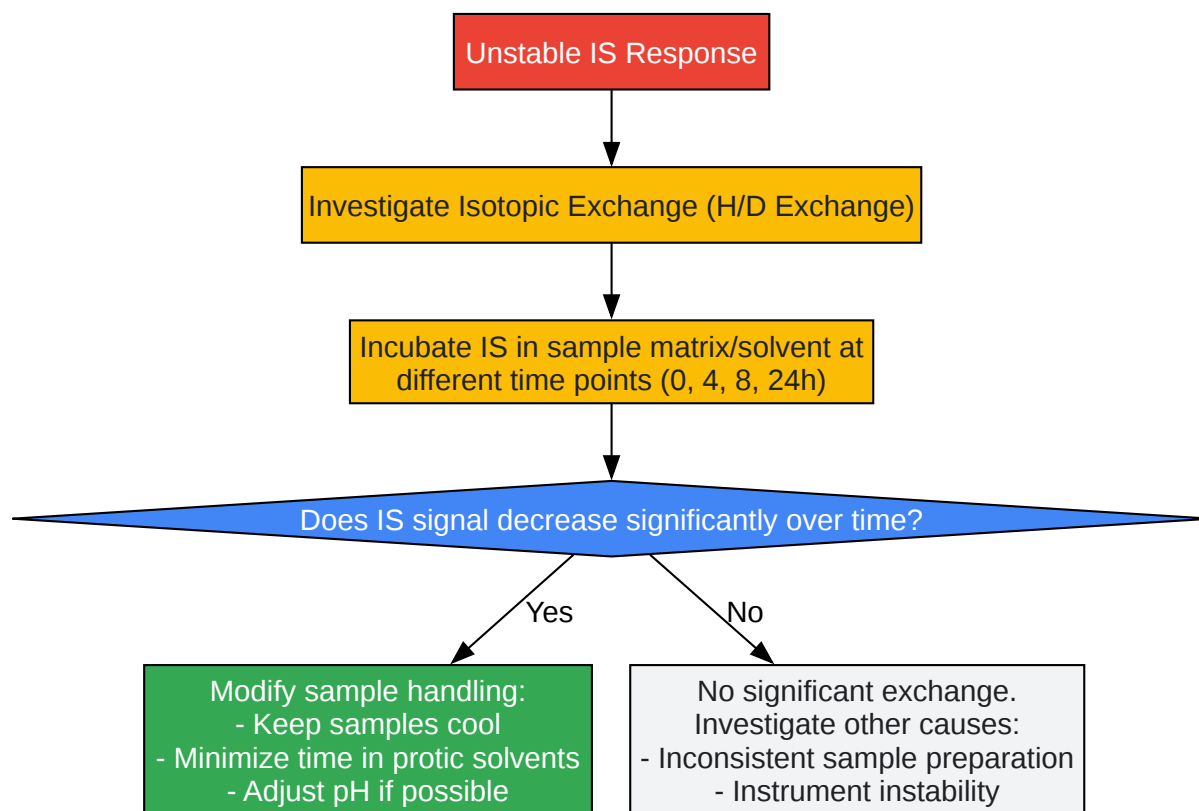 Unstable IS Response
Investigate Isotopic Exchange (H/D Exchange)
Incubate IS in sample matrix/solvent at
different time points (0, 4, 8, 24h)
Does IS signal decrease significantly over time?
Yes
No
Modify sample handling:
- Keep samples cool
- Minimize time in protic solvents
- Adjust pH if possible
No significant exchange.
Investigate other causes:
- Inconsistent sample preparation
- Instrument instability